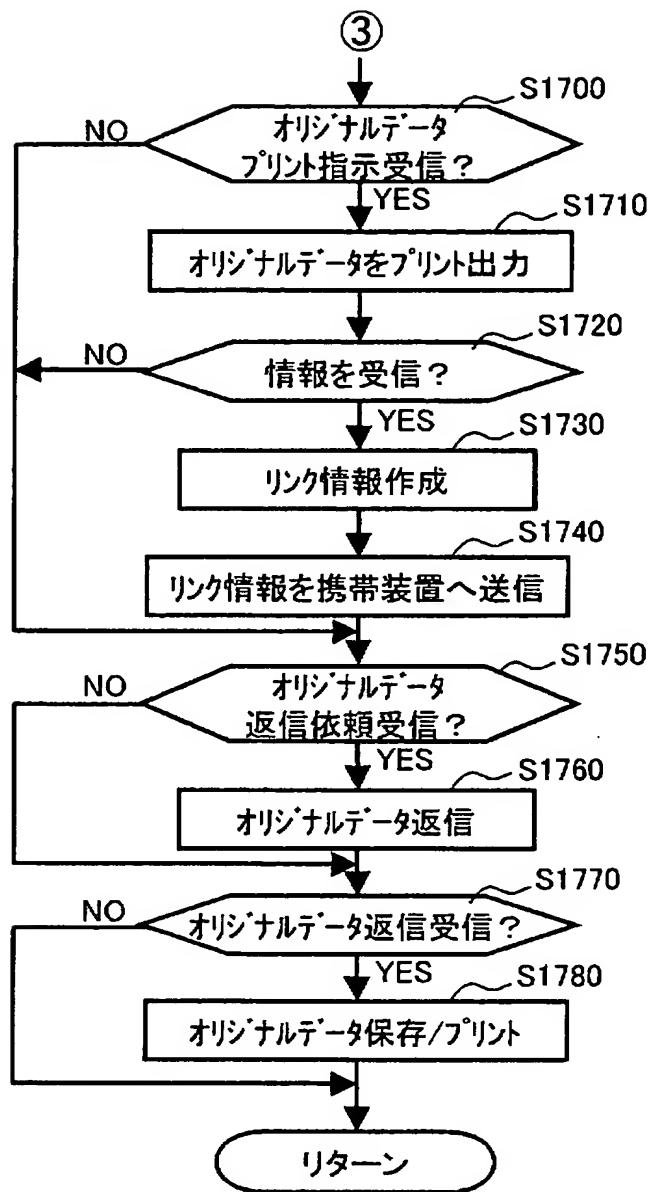 ③
S1700
NO
オリジナルデータ
プリント指示受信？
YES
S1710
オリジナルデータをプリント出力
S1720
NO
情報を受信？
YES
S1730
リンク情報作成
S1740
リンク情報を携帯装置へ送信
S1750
NO
オリジナルデータ
返信依頼受信？
YES
S1760
オリジナルデータ返信
S1770
NO
オリジナルデータ返信受信？
YES
S1780
オリジナルデータ保存/プリント
リターン